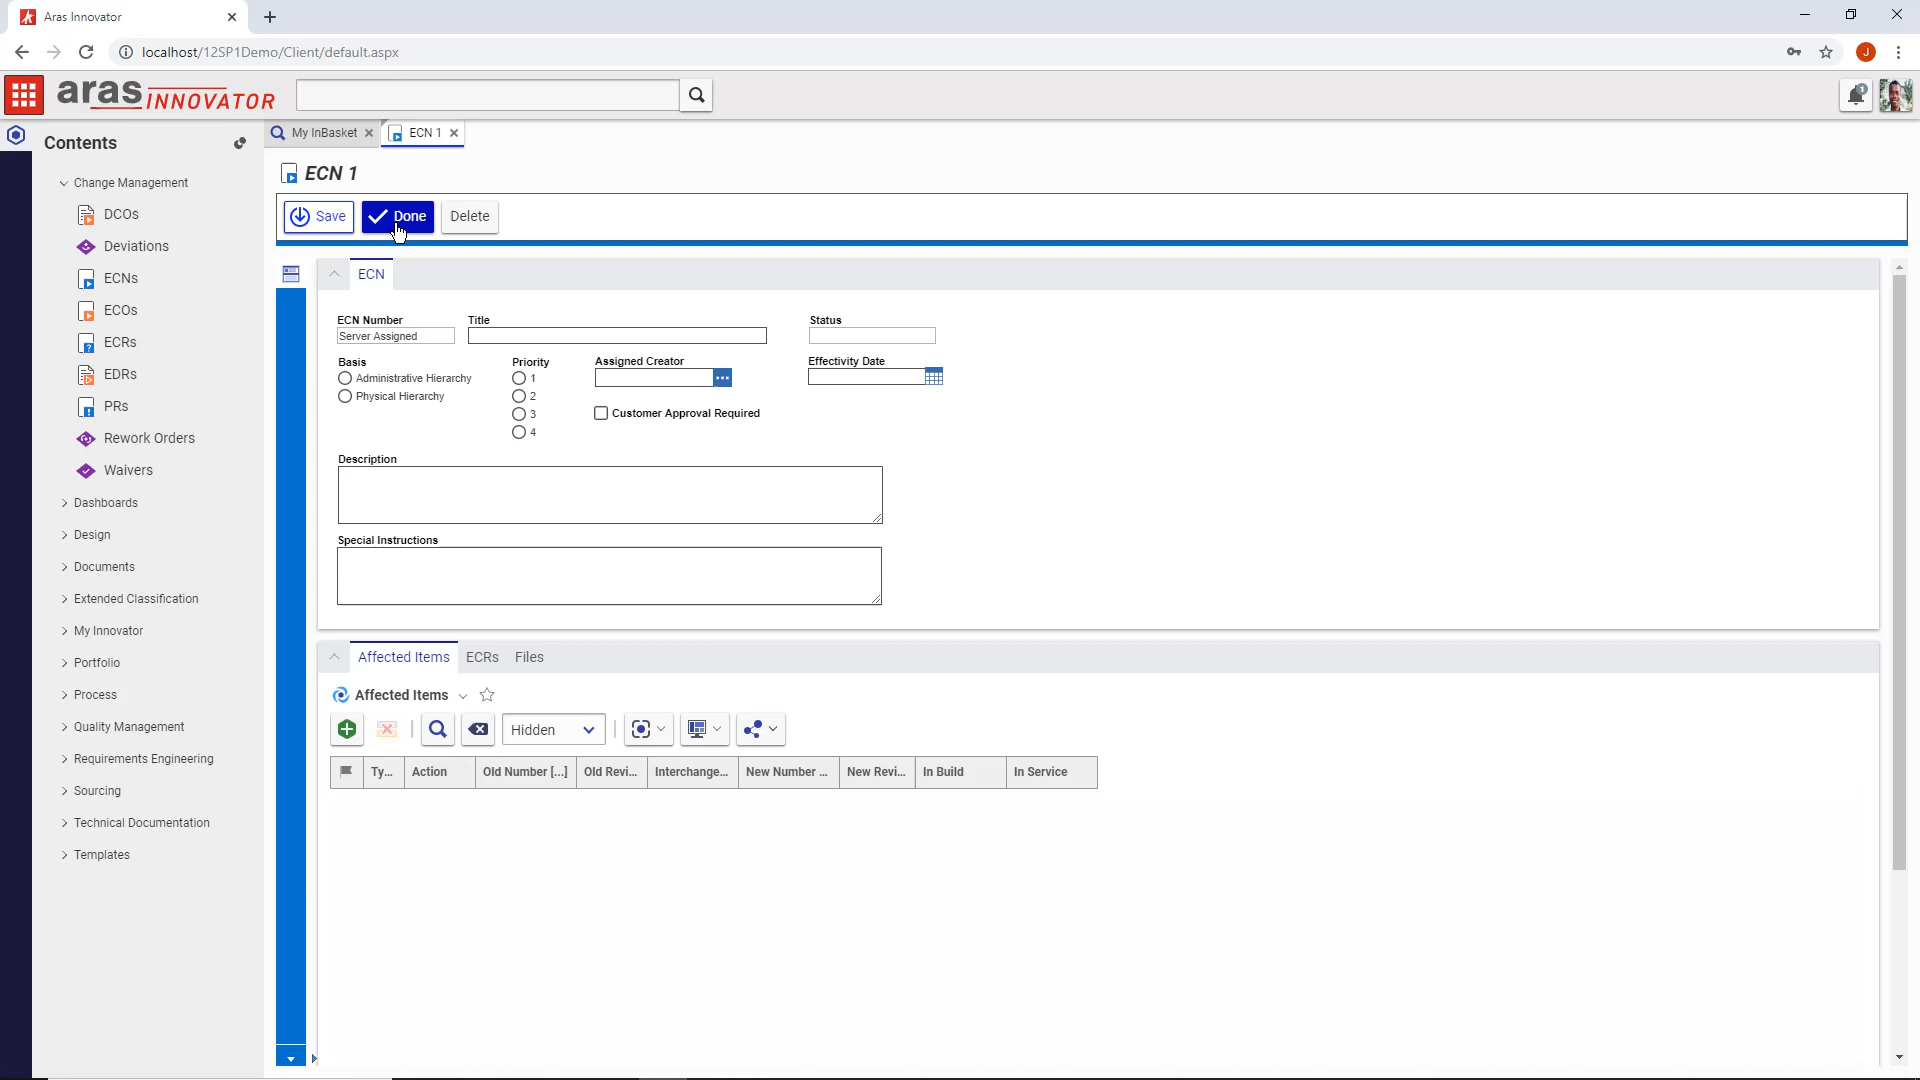 Aras Innovator
localhost/12SP1Demo/Client/default.aspx
J
aras INNOVATOR
1
Contents
My InBasket
ECN 1
Change Management
DCOs
Deviations
ECNs
ECOs
ECRs
EDRs
PRs
Rework Orders
Waivers
Dashboards
Design
Documents
Extended Classification
My Innovator
Portfolio
Process
Quality Management
Requirements Engineering
Sourcing
Technical Documentation
Templates
ECN 1
Save Done Delete
ECN
ECN Number Title Status
Server Assigned
Basis Priority Assigned Creator Effectivity Date
Administrative Hierarchy 1
Physical Hierarchy 2
3 Customer Approval Required
4
Description
Special Instructions
Affected Items ECRs Files
Affected Items
Hidden
Ty... Action Old Number [...] Old Revi... Interchange... New Number ... New Revi... In Build In Service